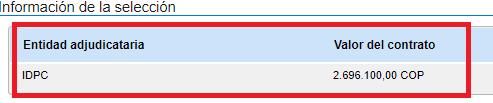 Información de la selección
Entidad adjudicataria Valor del contrato
IDPC 2.696.100,00 COP